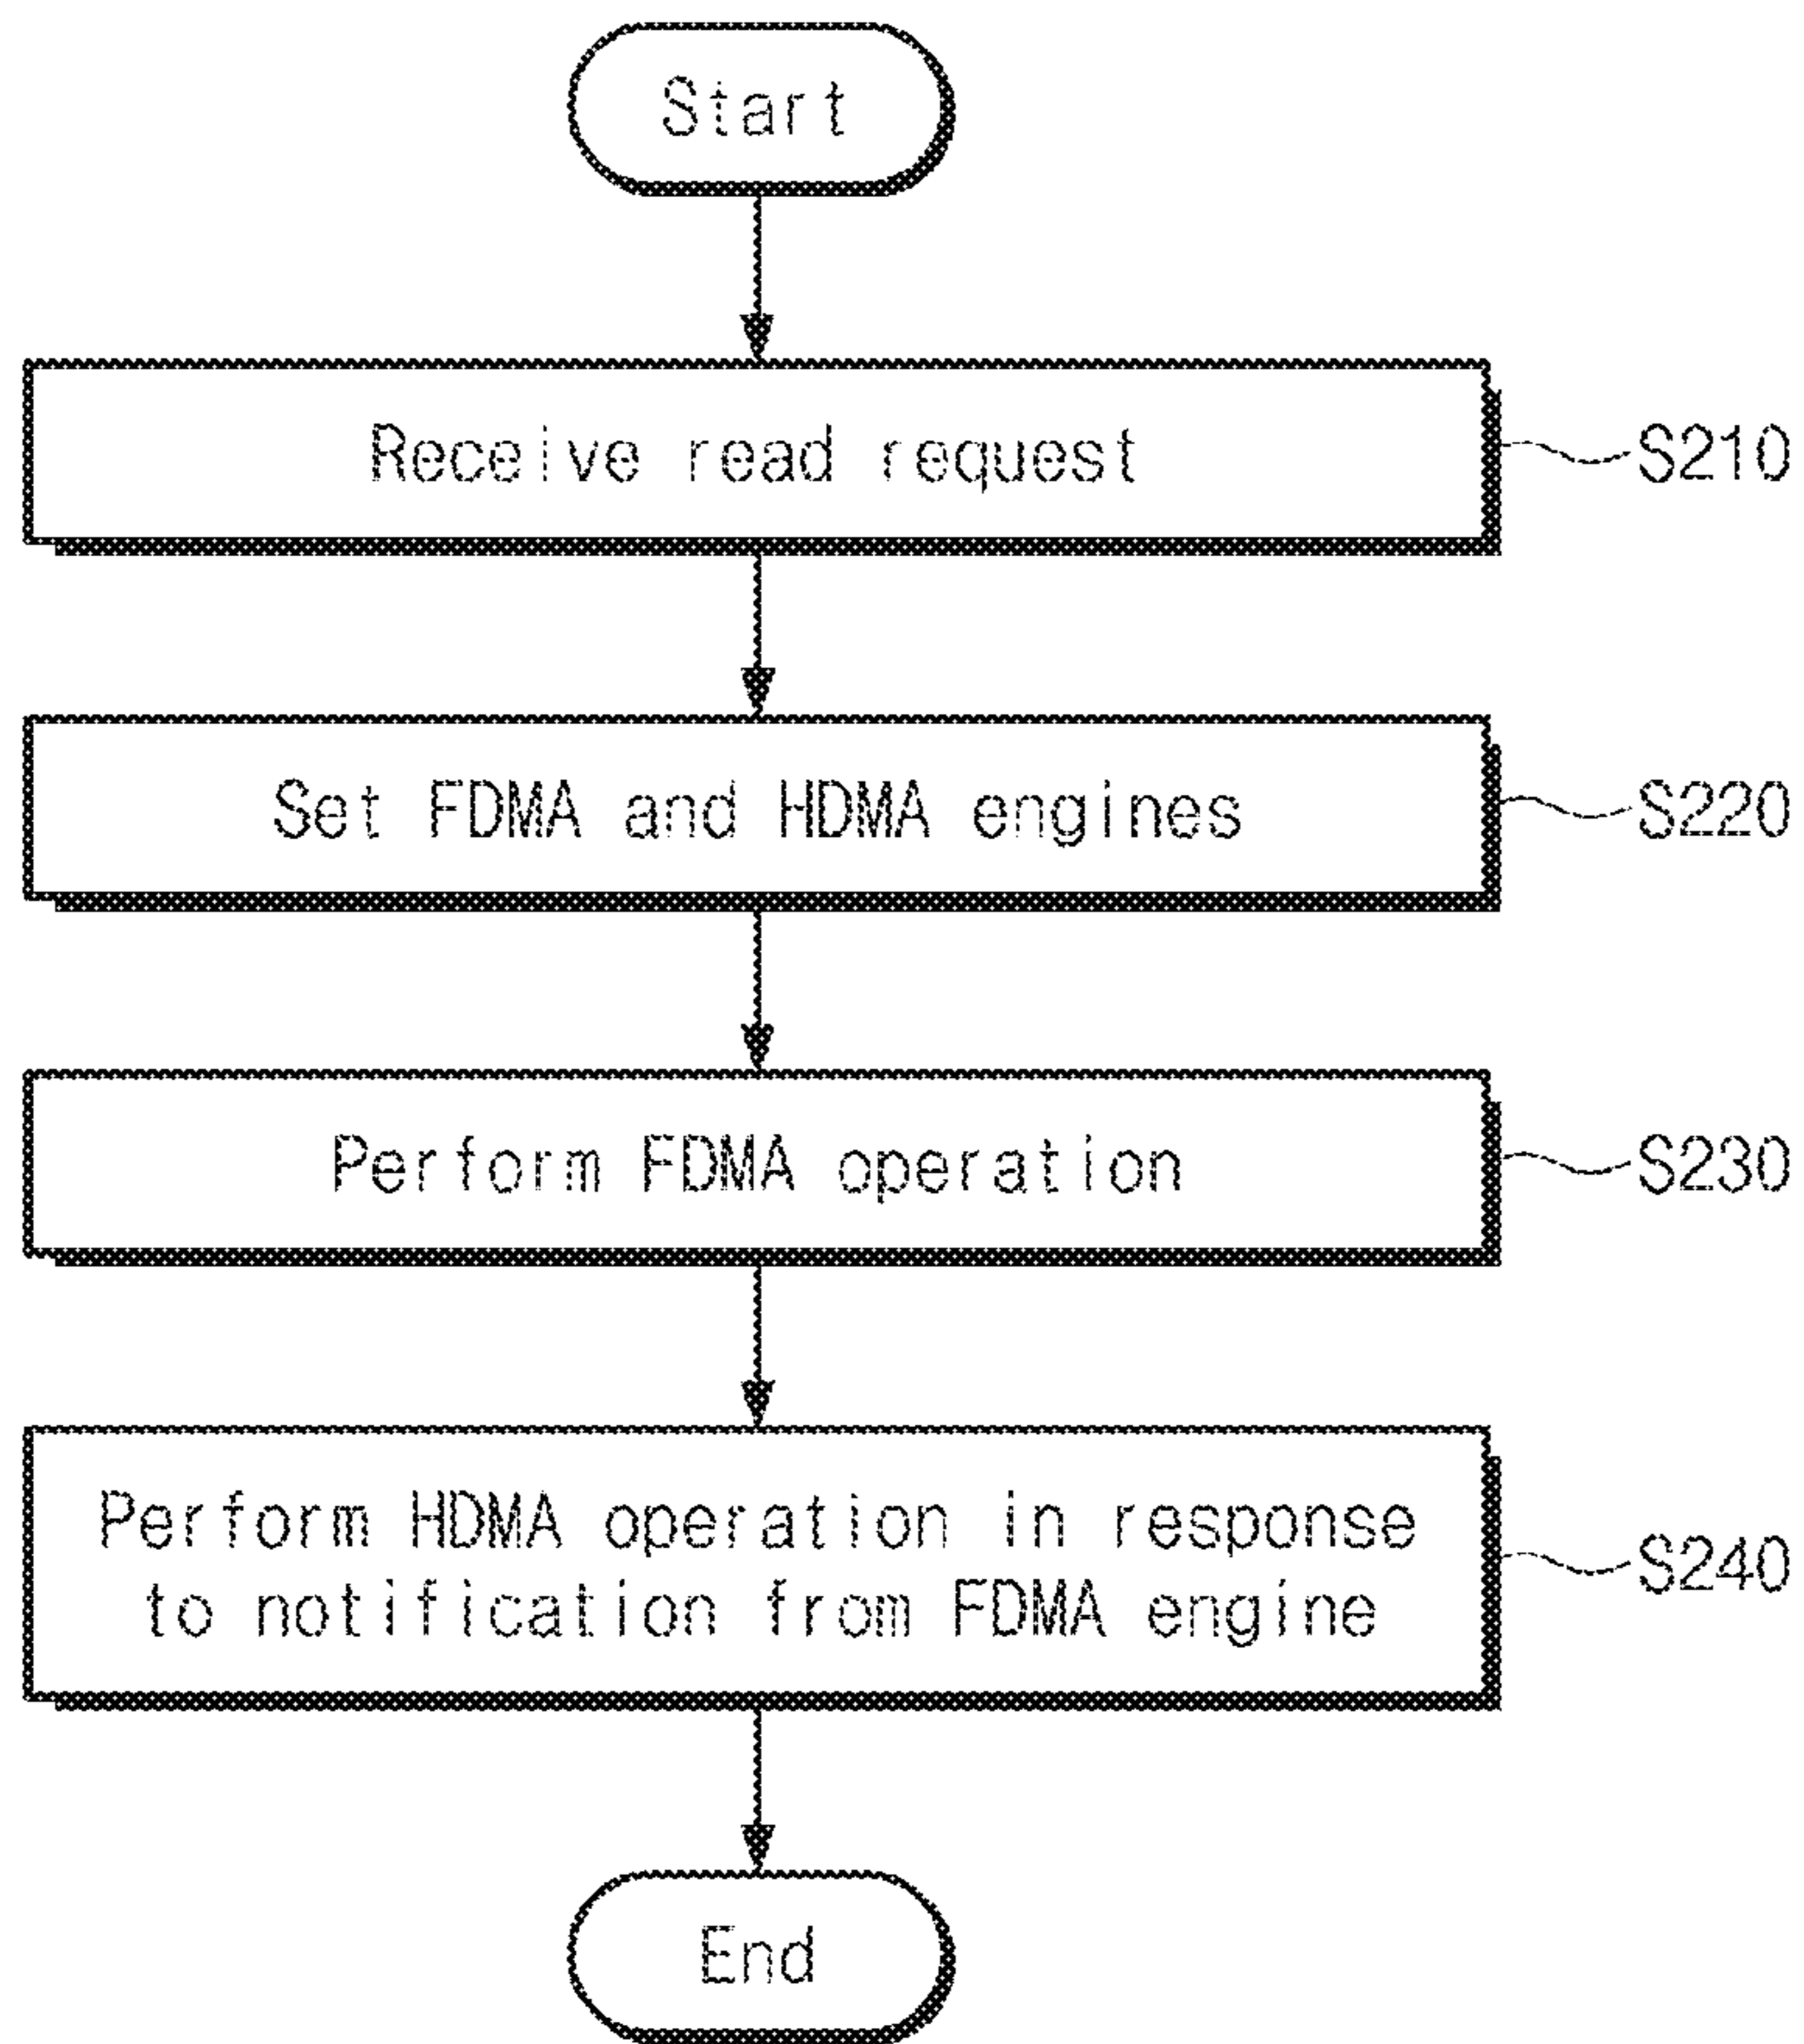 Start
Receive read request
S210
Set FDMA and HDMA engines
S220
Perform FDMA operation
S230
Perform HDMA operation in response
to notification from FDMA engine
S240
End